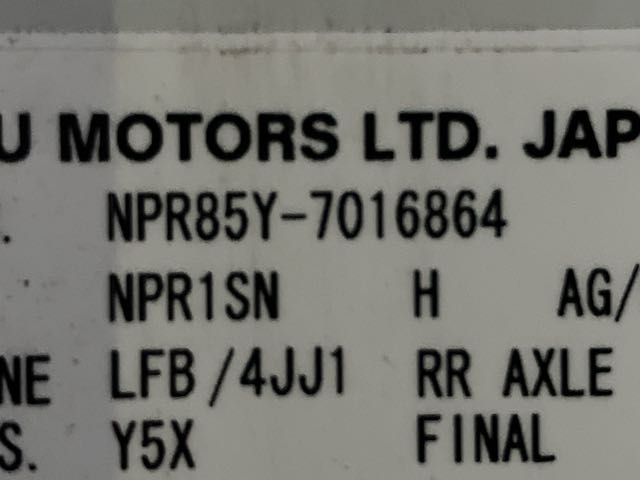 U MOTORS LTD. JAP
. NPR85Y-7016864
NPR1SN H AG/
NE LFB/4JJ1 RR AXLE
S. Y5X FINAL